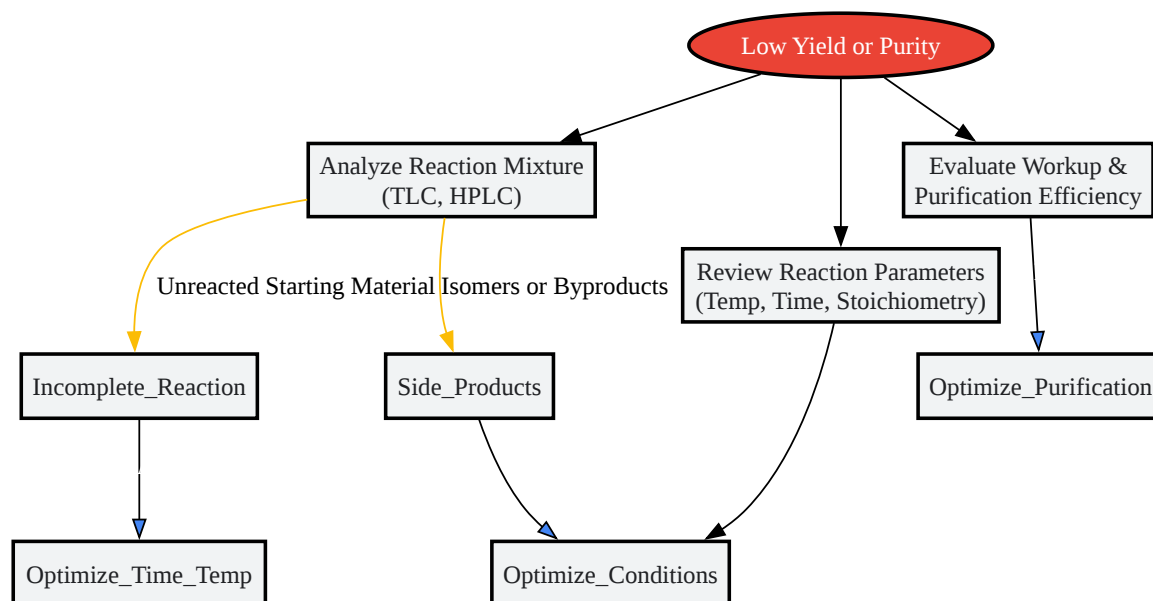 Low Yield or Purity
Analyze Reaction Mixture
(TLC, HPLC)
Evaluate Workup &
Purification Efficiency
Review Reaction Parameters
(Temp, Time, Stoichiometry)
Unreacted Starting Material
Isomers or Byproducts
Incomplete_Reaction
Side_Products
Optimize_Purification
Optimize_Time_Temp
Optimize_Conditions